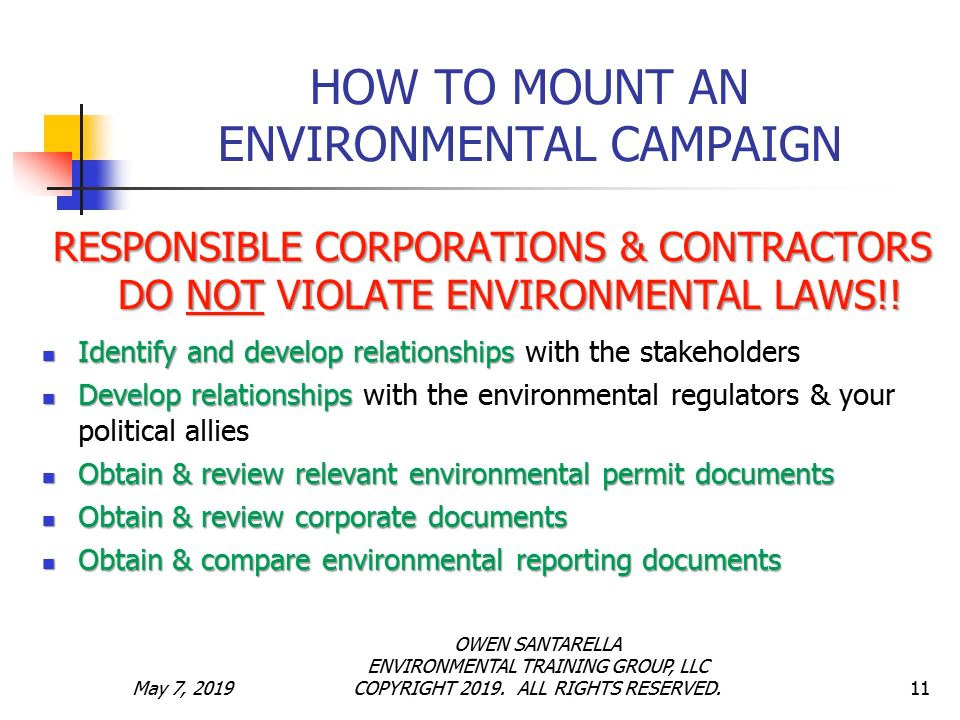 HOW TO MOUNT AN
ENVIRONMENTAL CAMPAIGN
RESPONSIBLE CORPORATIONS & CONTRACTORS
DO NOT VIOLATE ENVIRONMENTAL LAWS!!
Identify and develop relationships with the stakeholders
Develop relationships with the environmental regulators & your
political allies
Obtain & review relevant environmental permit documents
Obtain & review corporate documents
Obtain & compare environmental reporting documents
May 7, 2019
OWEN SANTARELLA
ENVIRONMENTAL TRAINING GROUP, LLC
COPYRIGHT 2019. ALL RIGHTS RESERVED.
11